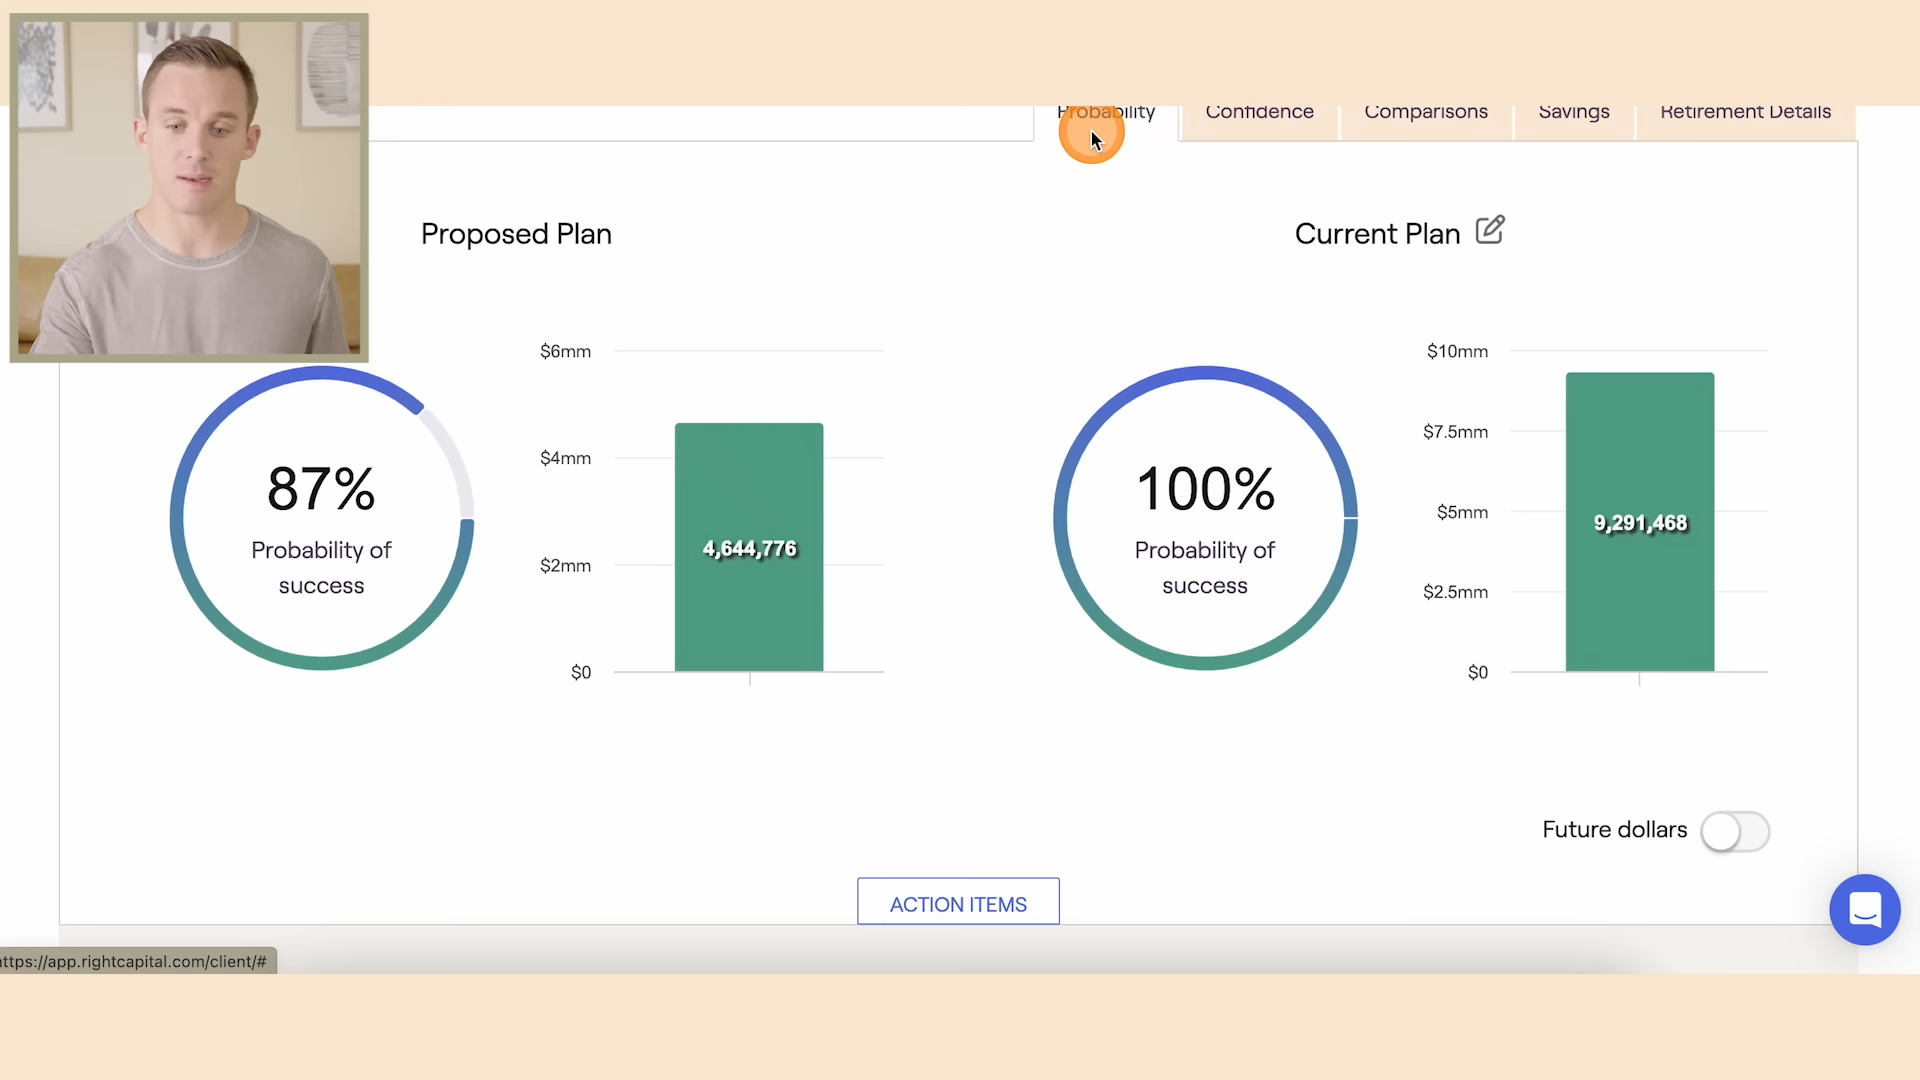 Probability
Confidence
Comparisons
Savings
Retirement Details
Proposed Plan
Current Plan
$6mm
$4mm
$2mm
$0
87%
Probability of
success
4,644,776
$10mm
$7.5mm
$5mm
$2.5mm
$0
100%
Probability of
success
9,291,468
Future dollars
ACTION ITEMS
ttps://app.rightcapital.com/client/#